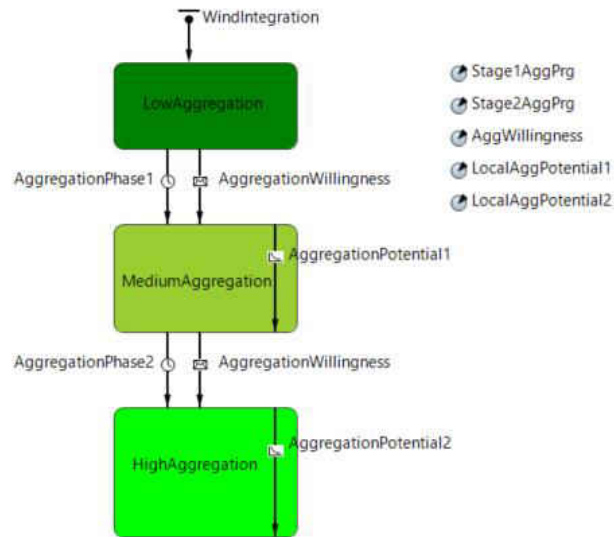 WindIntegration
LowAggregation
AggregationPhase1
AggregationWillingness
MediumAggregation
AggregationPotential1
AggregationPhase2
AggregationWillingness
HighAggregation
AggregationPotential2
Stage1AggPrg
Stage2AggPrg
AggWillingness
LocalAggPotential1
LocalAggPotential2